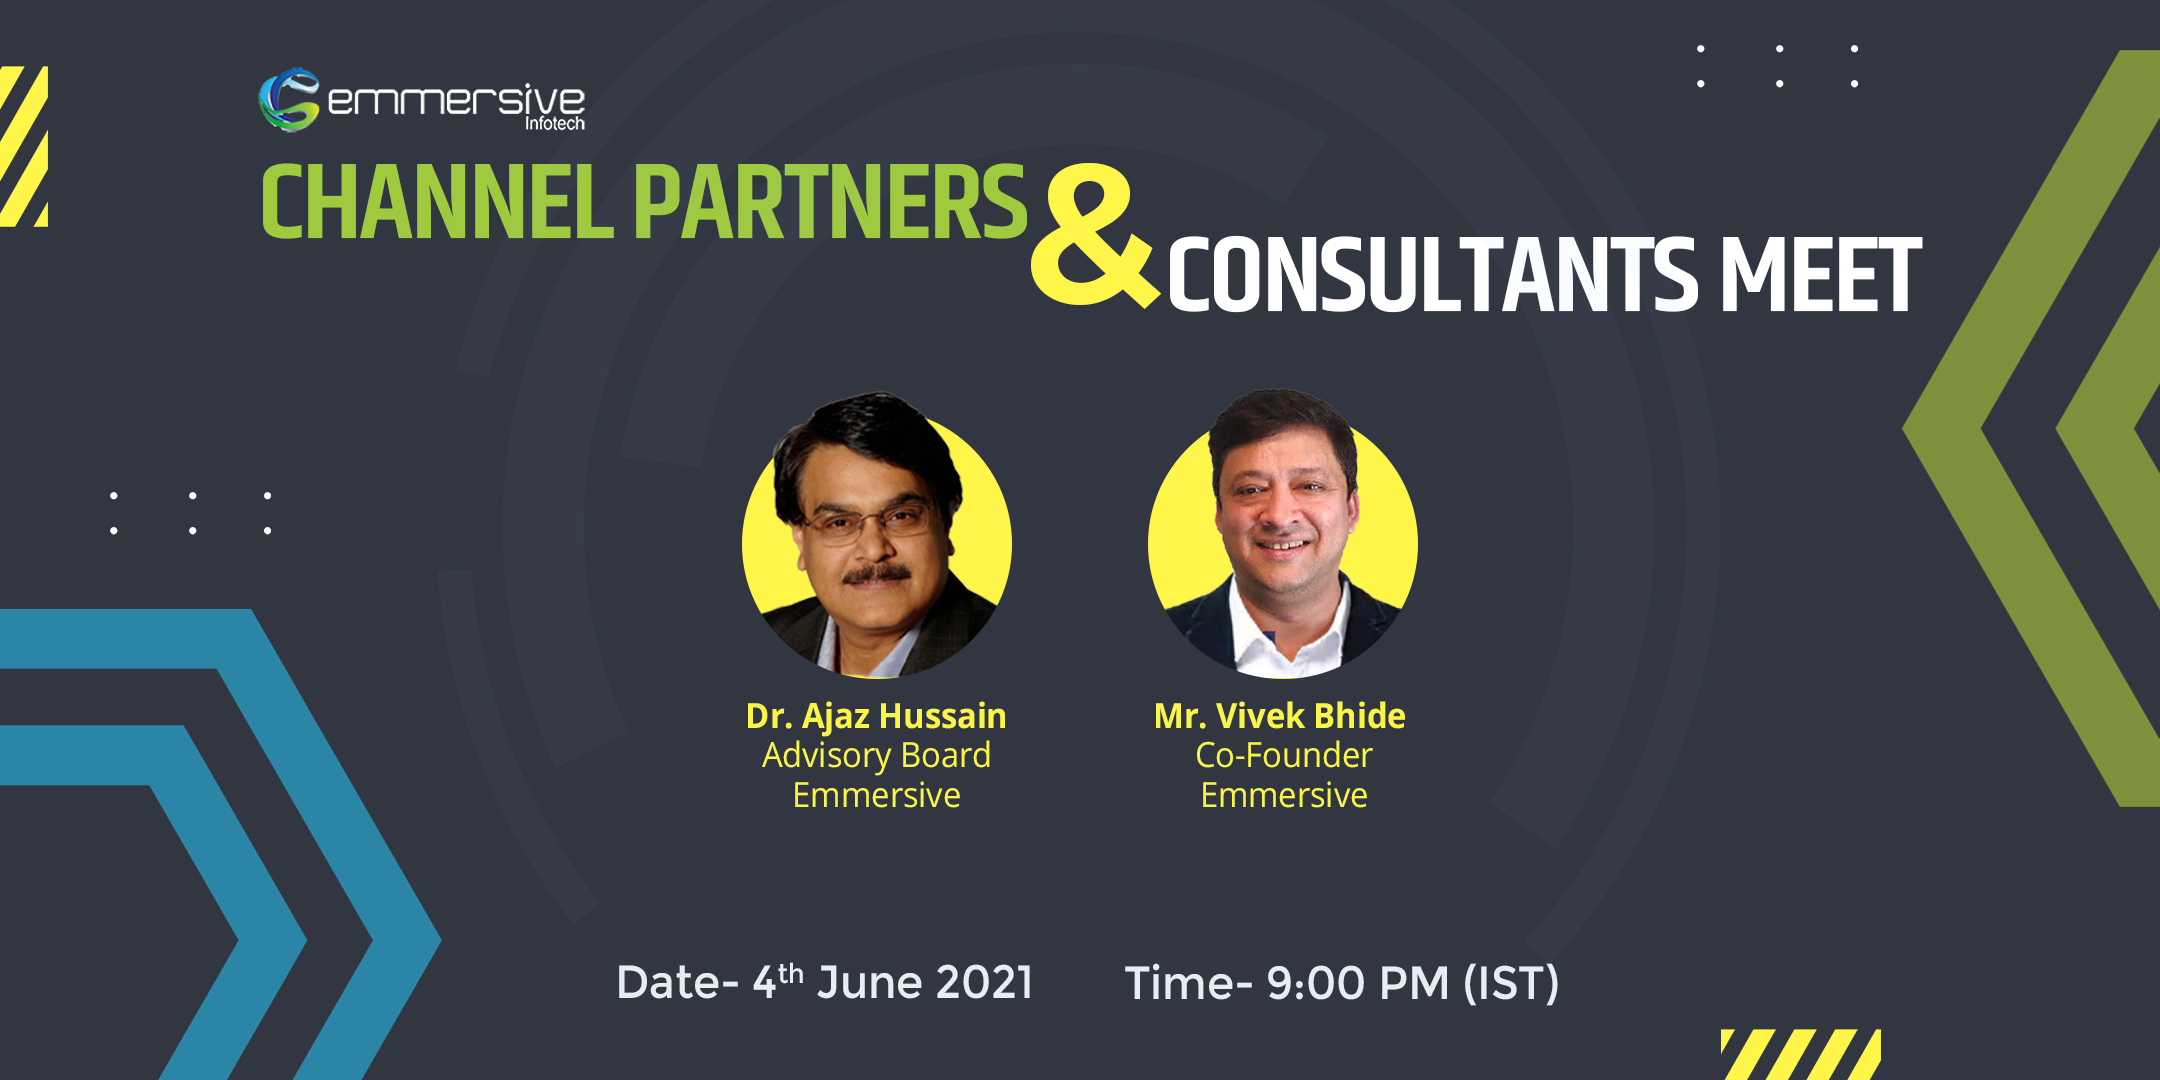 emmersive
Infotech
CHANNEL PARTNERS
&
CONSULTANTS MEET
Dr. Ajaz Hussain
Advisory Board
Emmersive
Mr. Vivek Bhide
Co-Founder
Emmersive
Date- 4th June 2021
Time- 9:00 PM (IST)